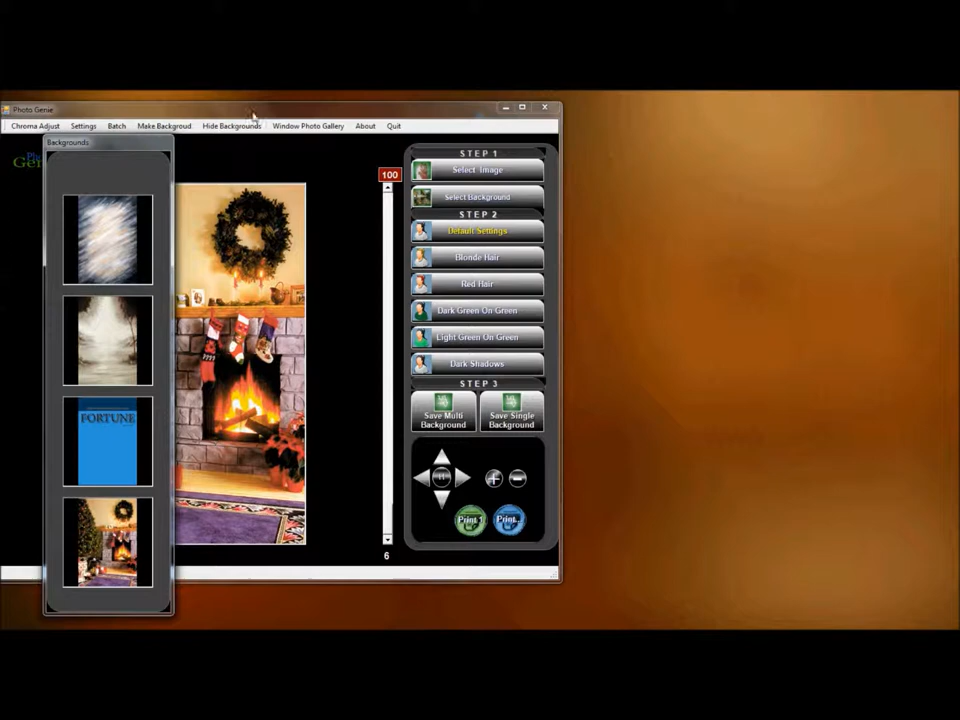 Photo Genie
Chroma Adjust Settings Batch Make Backgroud Hide Backgrounds Window Photo Gallery About Quit
Backgrounds
FORTUNE
100
6
STEP 1
Select Image
Select Background
STEP 2
Default Settings
Blonde Hair
Red Hair
Dark Green On Green
Light Green On Green
Dark Shadows
STEP 3
Save Multi
Background
Save Single
Background
Print 1
Print..